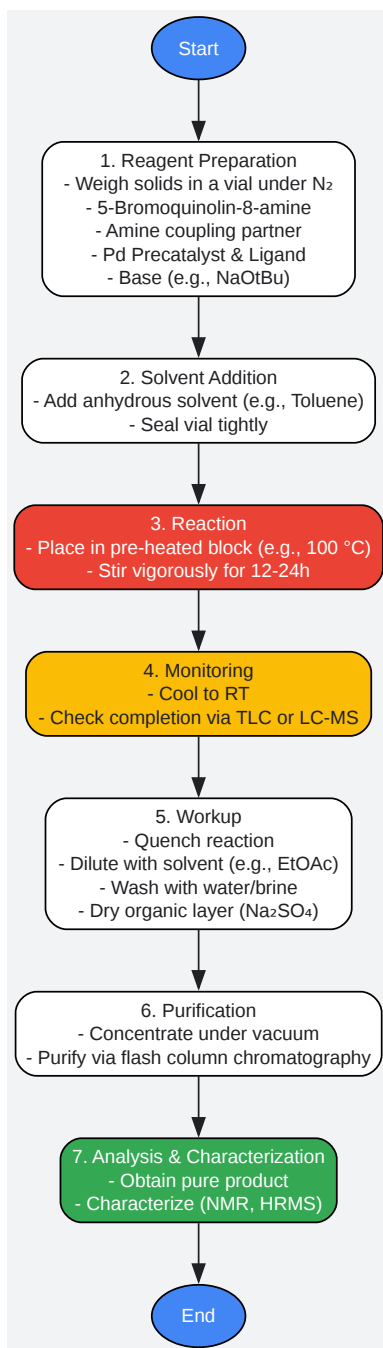 Start
1. Reagent Preparation
- Weigh solids in a vial under N₂
- 5-Bromoquinolin-8-amine
- Amine coupling partner
- Pd Precatalyst & Ligand
- Base (e.g., NaOtBu)
2. Solvent Addition
- Add anhydrous solvent (e.g., Toluene)
- Seal vial tightly
3. Reaction
- Place in pre-heated block (e.g., 100 °C)
- Stir vigorously for 12-24h
4. Monitoring
- Cool to RT
- Check completion via TLC or LC-MS
5. Workup
- Quench reaction
- Dilute with solvent (e.g., EtOAc)
- Wash with water/brine
- Dry organic layer (Na₂SO₄)
6. Purification
- Concentrate under vacuum
- Purify via flash column chromatography
7. Analysis & Characterization
- Obtain pure product
- Characterize (NMR, HRMS)
End